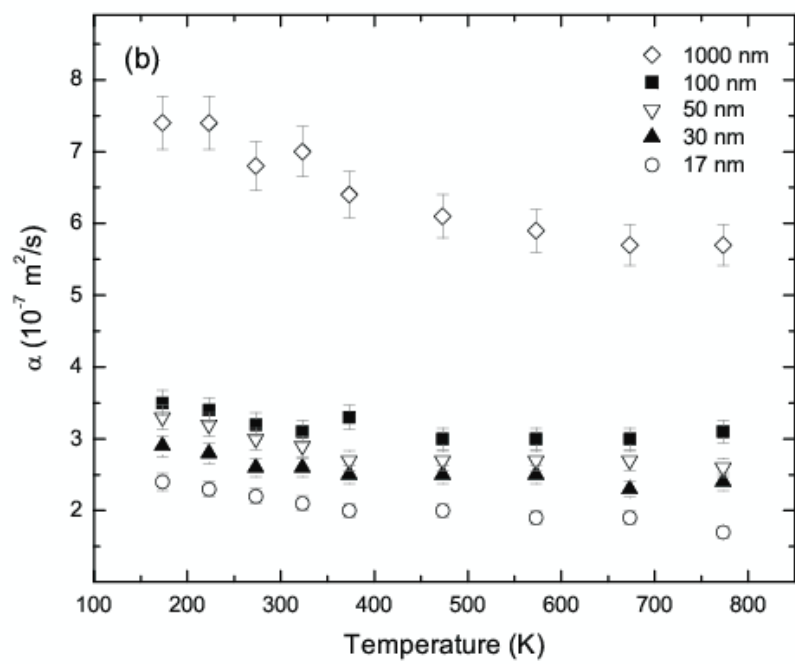 (b)
1000 nm
100 nm
50 nm
30 nm
17 nm
8
7
6
5
4
3
2
α (10⁻⁷ m²/s)
100 200 300 400 500 600 700 800
Temperature (K)